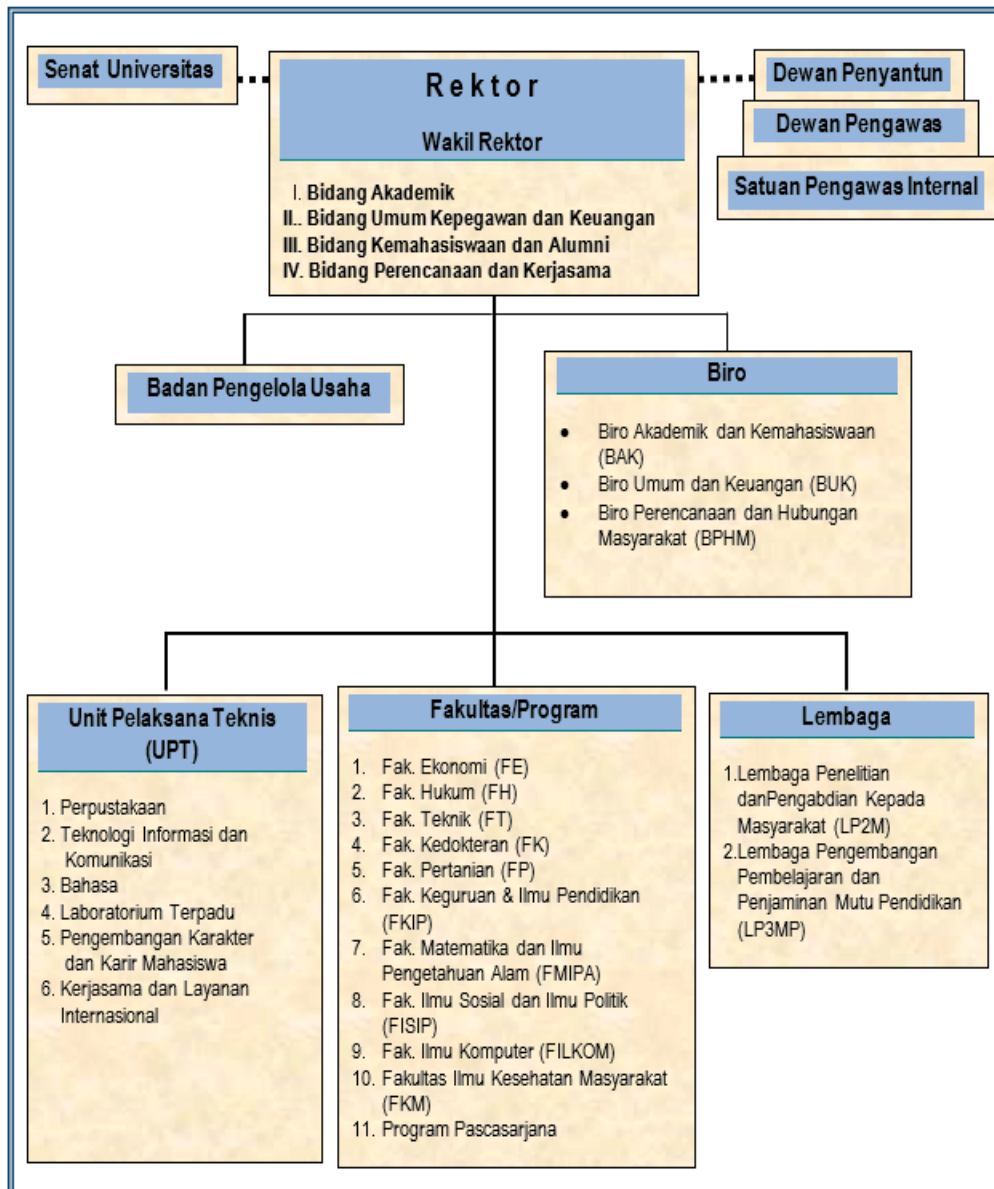 Senat Universitas
Rektor
Wakil Rektor
I. Bidang Akademik
II.. Bidang Umum Kepegawan dan Keuangan
III. Bidang Kemahasiswaan dan Alumni
IV. Bidang Perencanaan dan Kerjasama
Dewan Penyantun
Dewan Pengawas
Satuan Pengawas Internal
Badan Pengelola Usaha
Biro
• Biro Akademik dan Kemahasiswaan
(BAK)
• Biro Umum dan Keuangan (BUK)
• Biro Perencanaan dan Hubungan
Masyarakat (BPHM)
Unit Pelaksana Teknis
(UPT)
1. Perpustakaan
2. Teknologi Informasi dan
Komunikasi
3. Bahasa
4. Laboratorium Terpadu
5. Pengembangan Karakter
dan Karir Mahasiswa
6. Kerjasama dan Layanan
Internasional
Fakultas/Program
1. Fak. Ekonomi (FE)
2. Fak. Hukum (FH)
3. Fak. Teknik (FT)
4. Fak. Kedokteran (FK)
5. Fak. Pertanian (FP)
6. Fak. Keguruan & Ilmu Pendidikan
(FKIP)
7. Fak. Matematika dan Ilmu
Pengetahuan Alam (FMIPA)
8. Fak. Ilmu Sosial dan Ilmu Politik
(FISIP)
9. Fak. Ilmu Komputer (FILKOM)
10. Fakultas Ilmu Kesehatan Masyarakat
(FKM)
11. Program Pascasarjana
Lembaga
1.Lembaga Penelitian
danPengabdian Kepada
Masyarakat (LP2M)
2.Lembaga Pengembangan
Pembelajaran dan
Penjaminan Mutu Pendidikan
(LP3MP)